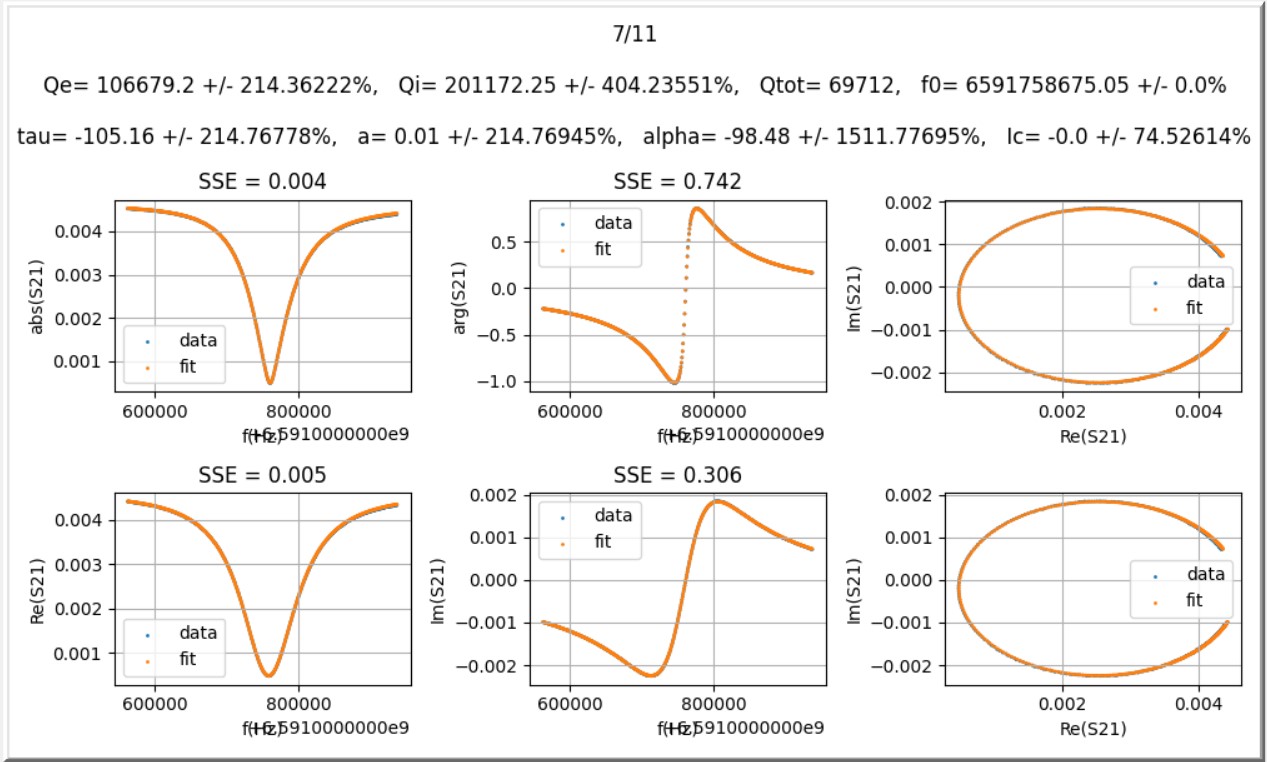 7/11
Qe= 106679.2 +/- 214.36222%, Qi= 201172.25 +/- 404.23551%, Qtot= 69712, f0= 6591758675.05 +/- 0.0%
tau= -105.16 +/- 214.76778%, a= 0.01 +/- 214.76945%, alpha= -98.48 +/- 1511.77695%, Ic= -0.0 +/- 74.52614%
SSE = 0.004
abs(S21)
0.004
0.003
0.002
0.001
data
fit
600000
800000
f(Hz)
SSE = 0.742
arg(S21)
0.5
0.0
−0.5
−1.0
data
fit
600000
800000
f(Hz)
Im(S21)
0.002
0.001
0.000
−0.001
−0.002
data
fit
0.002
0.004
Re(S21)
SSE = 0.005
Re(S21)
0.004
0.003
0.002
0.001
data
fit
600000
800000
f(Hz)
SSE = 0.306
Im(S21)
0.002
0.001
0.000
−0.001
−0.002
data
fit
600000
800000
f(Hz)
Im(S21)
0.002
0.001
0.000
−0.001
−0.002
data
fit
0.002
0.004
Re(S21)